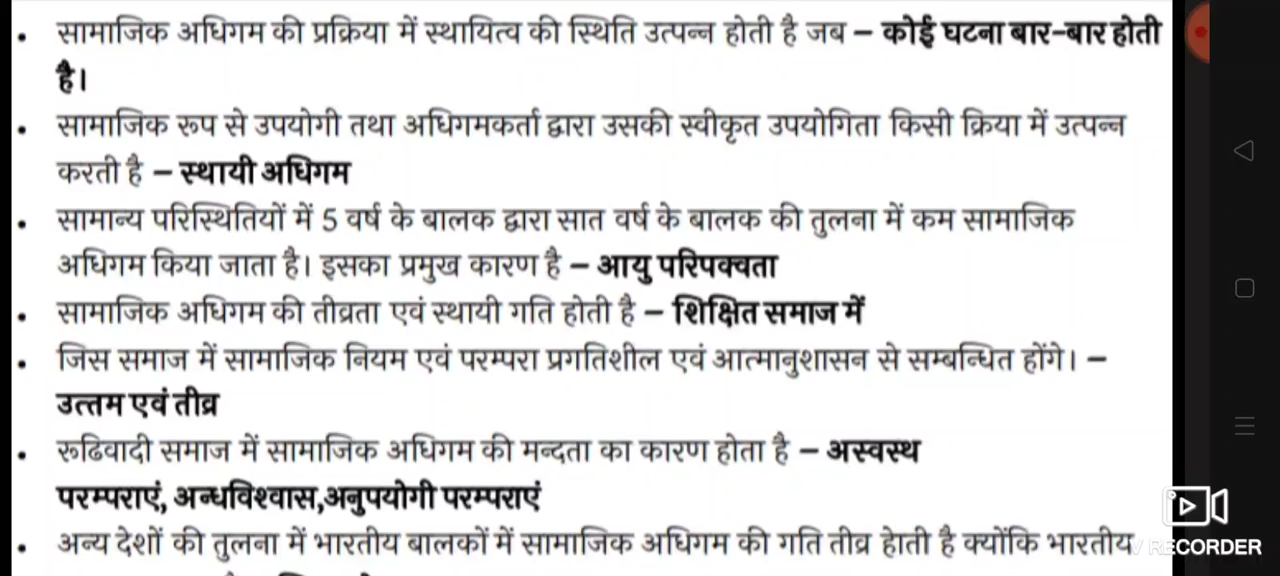 • सामाजिक अधिगम की प्रक्रिया में स्थायित्व की स्थिति उत्पन्न होती है जब – कोई घटना बार-बार होती
है।
• सामाजिक रूप से उपयोगी तथा अधिगमकर्ता द्वारा उसकी स्वीकृत उपयोगिता किसी क्रिया में उत्पन्न
करती है – स्थायी अधिगम
• सामान्य परिस्थितियों में 5 वर्ष के बालक द्वारा सात वर्ष के बालक की तुलना में कम सामाजिक
अधिगम किया जाता है। इसका प्रमुख कारण है – आयु परिपक्वता
• सामाजिक अधिगम की तीव्रता एवं स्थायी गति होती है – शिक्षित समाज में
• जिस समाज में सामाजिक नियम एवं परम्परा प्रगतिशील एवं आत्मानुशासन से सम्बन्धित होंगे। –
उत्तम एवं तीव्र
• रूढिवादी समाज में सामाजिक अधिगम की मन्दता का कारण होता है – अस्वस्थ
परम्पराएं, अन्धविश्वास,अनुपयोगी परम्पराएं
• अन्य देशों की तुलना में भारतीय बालकों में सामाजिक अधिगम की गति तीव्र हेाती है क्योंकि भारतीय
RECORDER